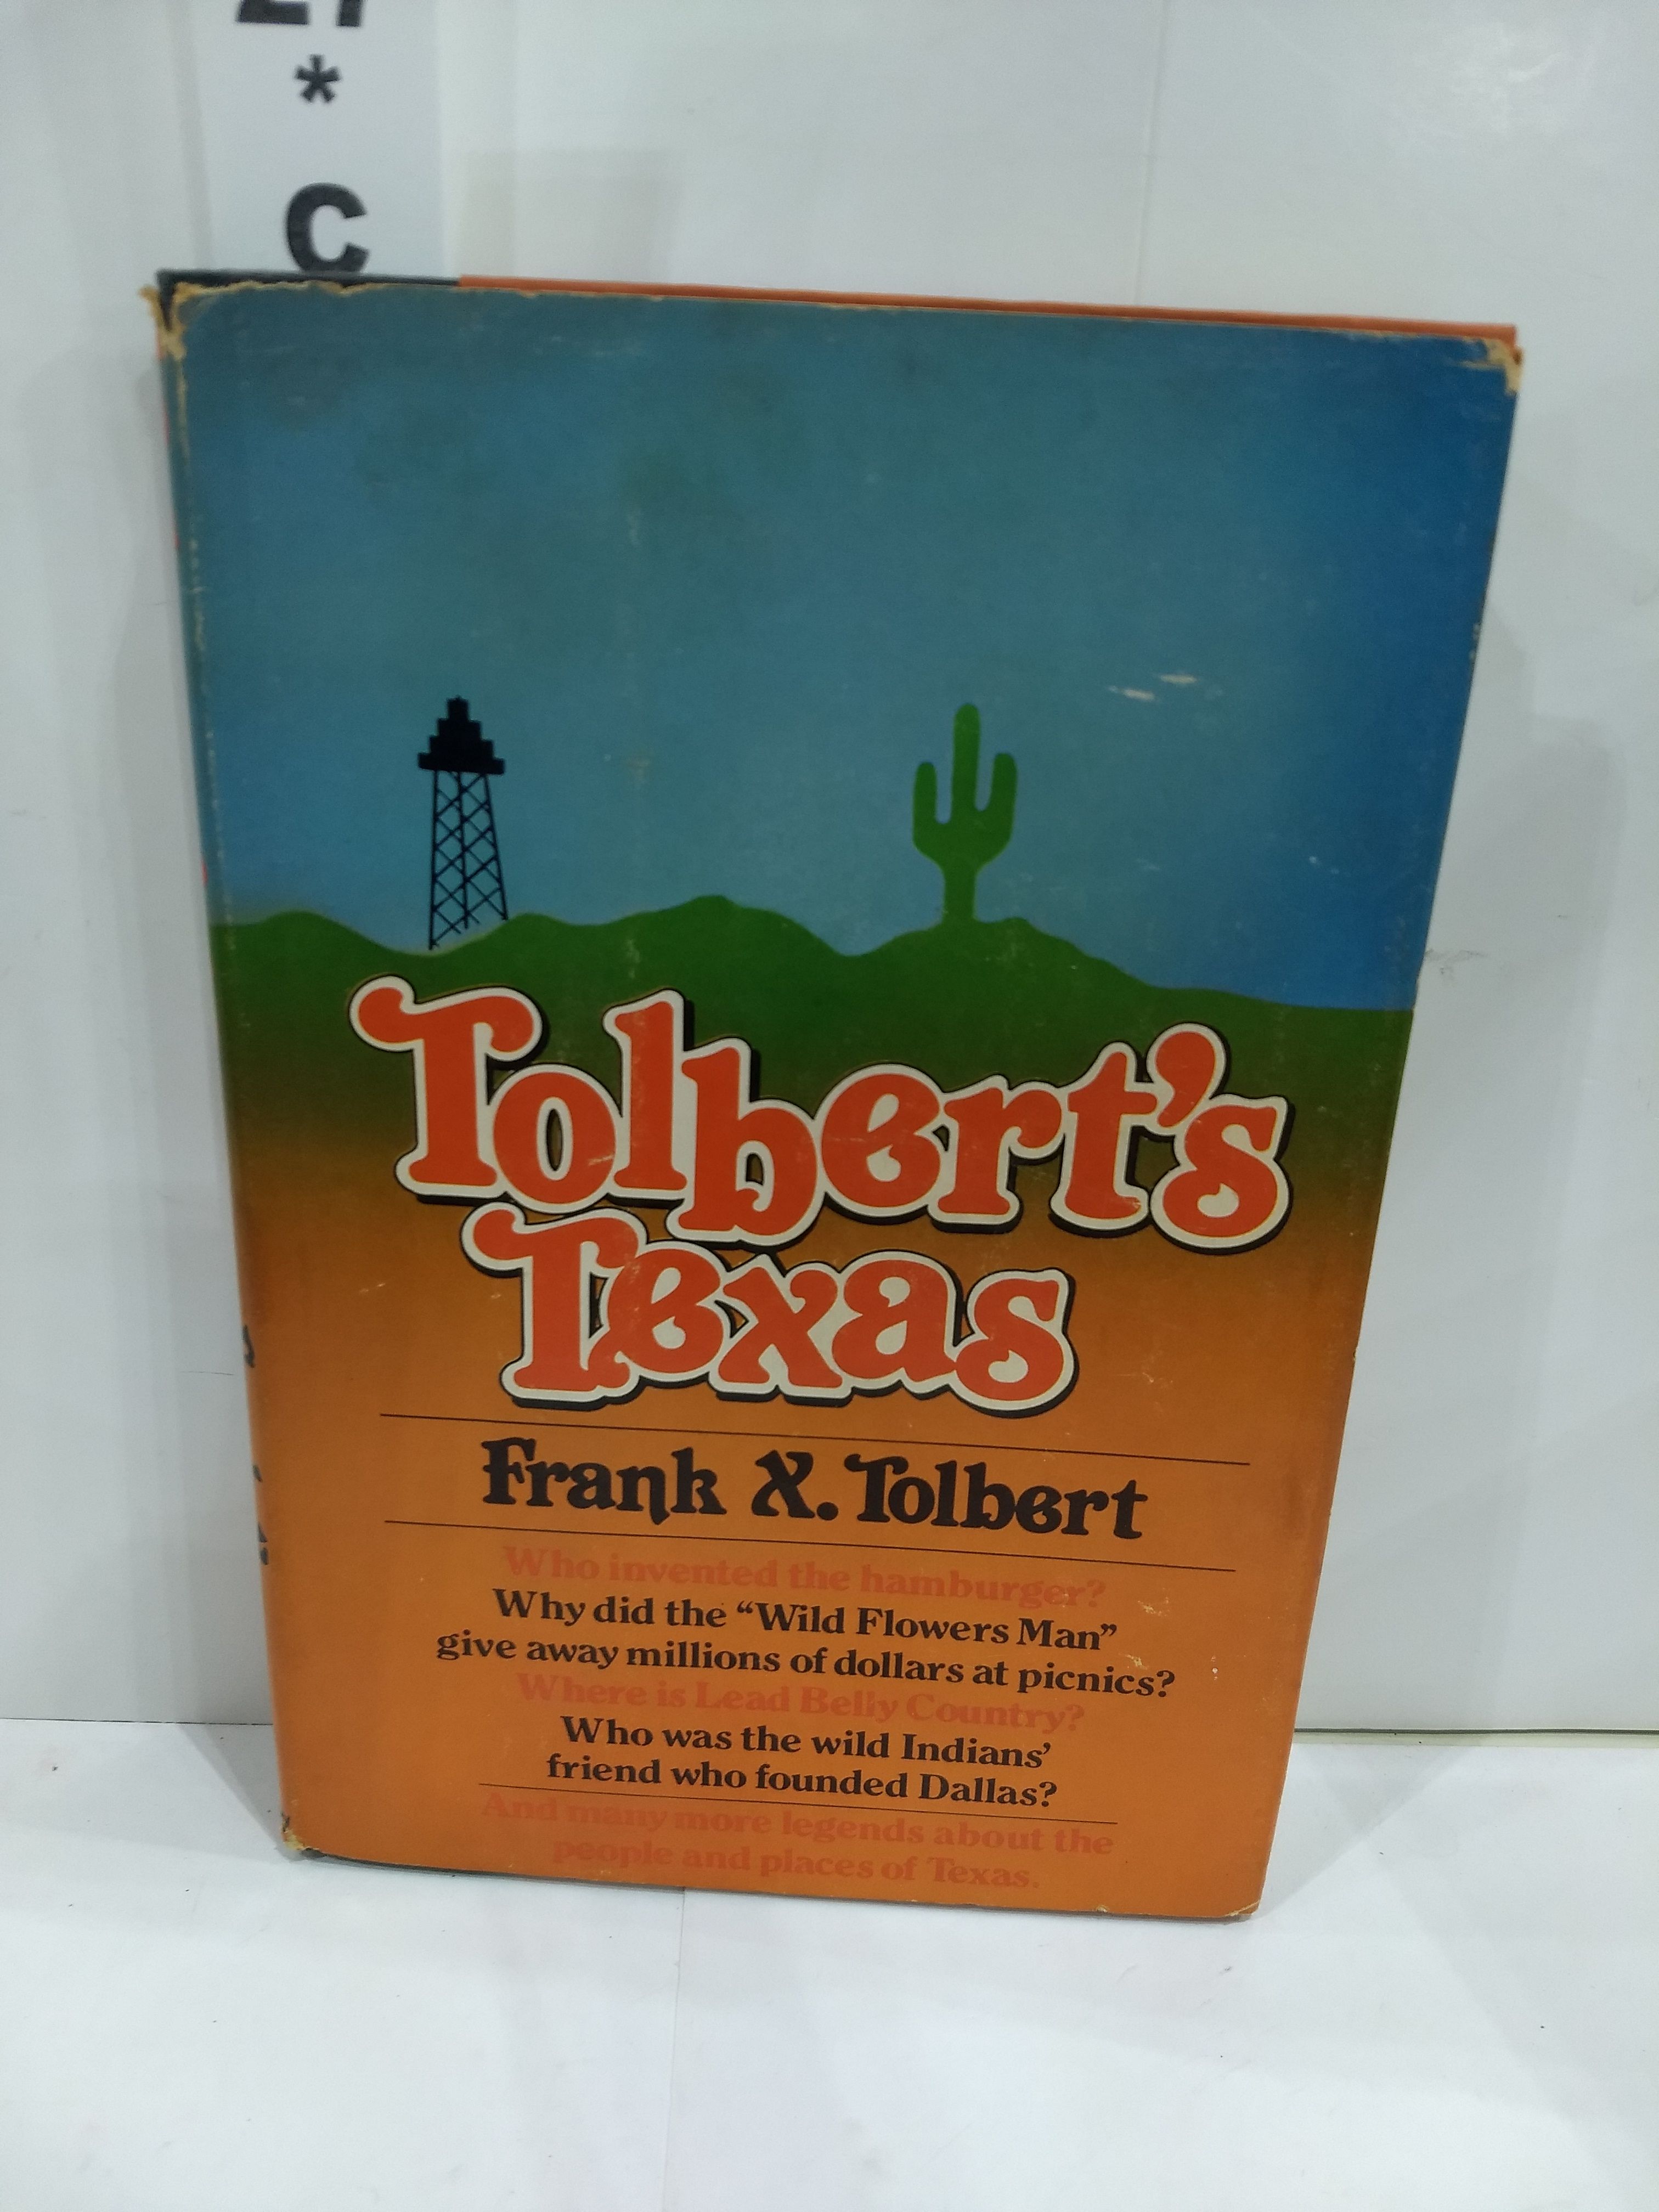 *
C
Tolbert's
Texas
Frank X. Tolbert
Who invented the hamburger?
Why did the “Wild Flowers Man”
give away millions of dollars at picnics?
Where is Lead Belly Country?
Who was the wild Indians’
friend who founded Dallas?
And many more legends about the
people and places of Texas.